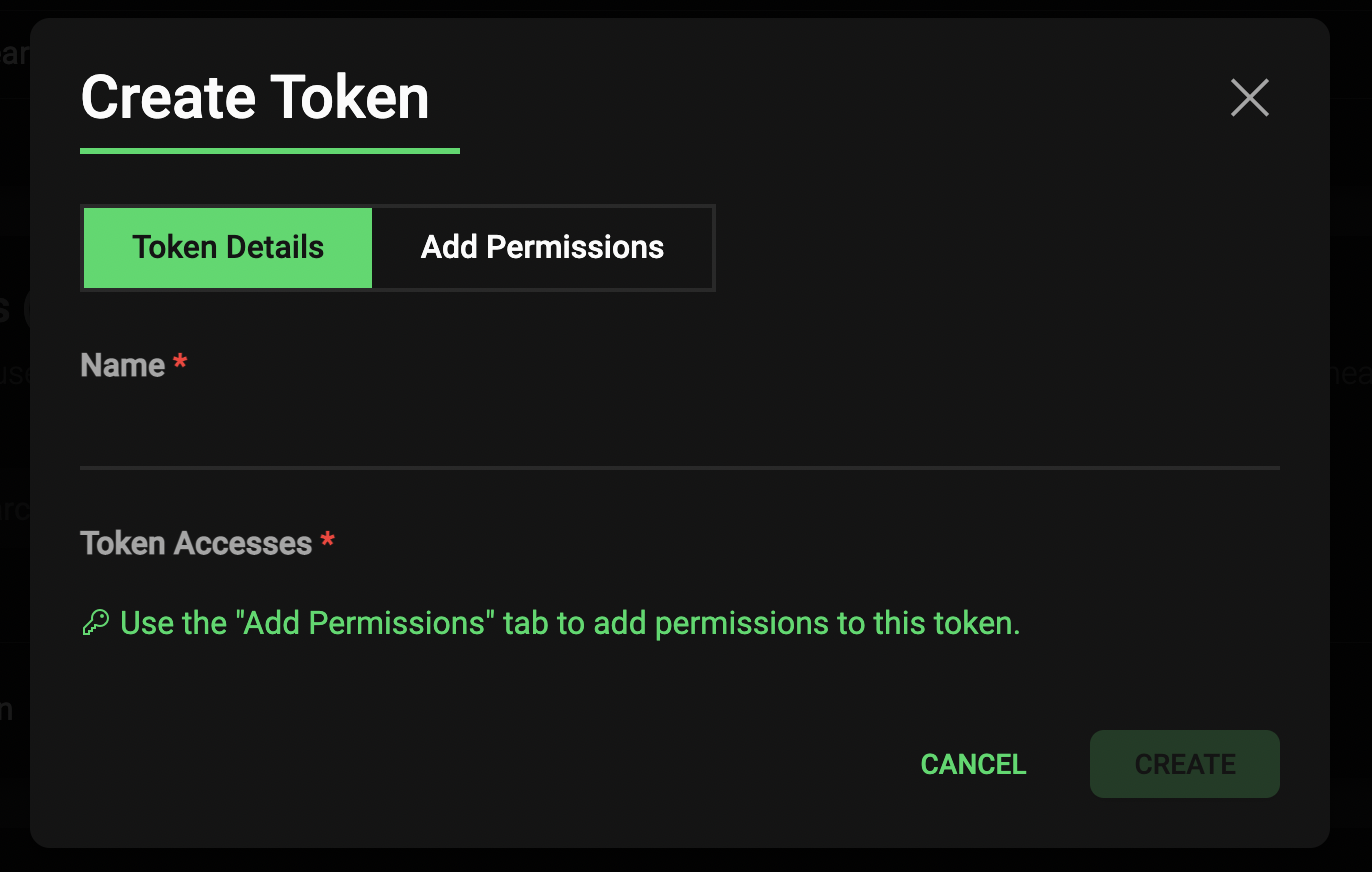 Create Token
Token Details
Add Permissions
Name *
Token Accesses *
Use the "Add Permissions" tab to add permissions to this token.
CANCEL
CREATE